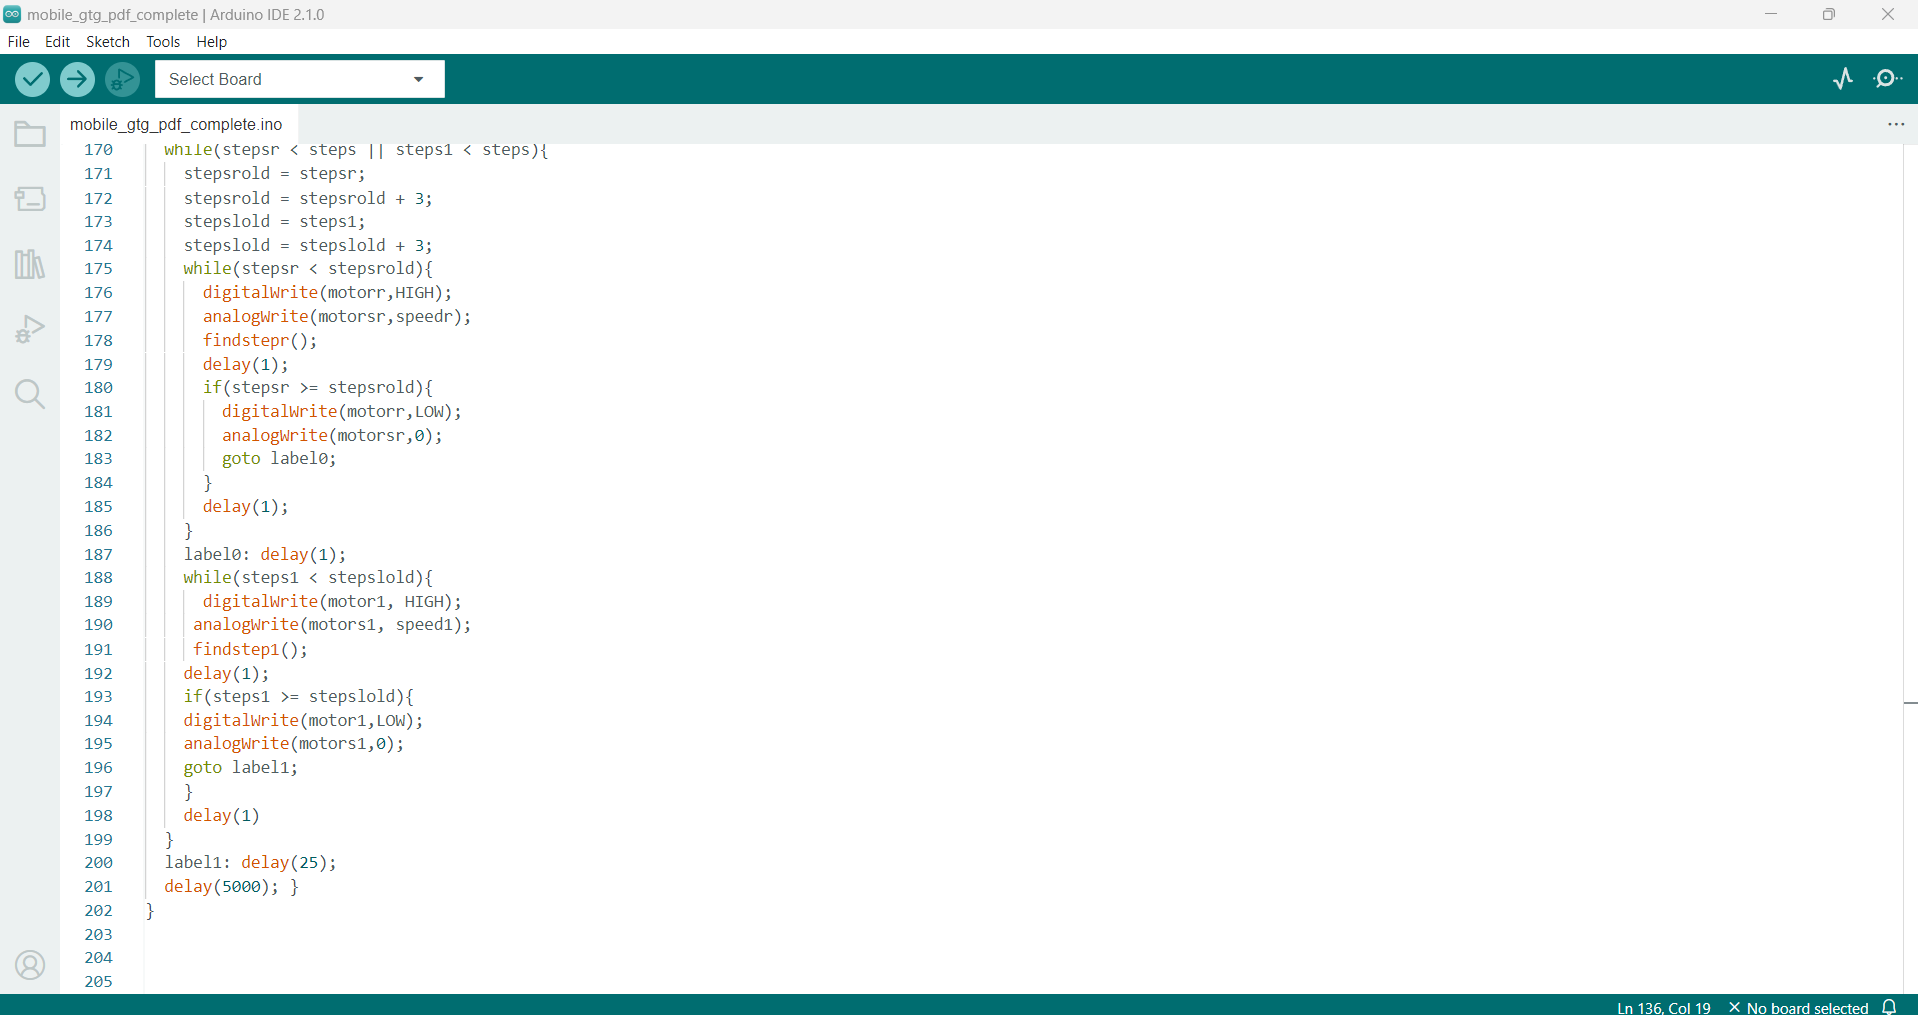 mobile_gtg_pdf_complete | Arduino IDE 2.1.0
File Edit Sketch Tools Help
Select Board
mobile_gtg_pdf_complete.ino
170 while(stepsr < steps || steps1 < steps){
171 stepsrold = stepsr;
172 stepsrold = stepsrold + 3;
173 stepslold = steps1;
174 stepslold = stepslold + 3;
175 while(stepsr < stepsrold){
176 digitalWrite(motorr,HIGH);
177 analogWrite(motorsr,speedr);
178 findstepr();
179 delay(1);
180 if(stepsr >= stepsrold){
181 digitalWrite(motorr,LOW);
182 analogWrite(motorsr,0);
183 goto label0;
184 }
185 delay(1);
186 }
187 label0: delay(1);
188 while(steps1 < stepslold){
189 digitalWrite(motor1, HIGH);
190 analogWrite(motors1, speed1);
191 findstep1();
192 delay(1);
193 if(steps1 >= stepslold){
194 digitalWrite(motor1,LOW);
195 analogWrite(motors1,0);
196 goto label1;
197 }
198 delay(1)
199 }
200 label1: delay(25);
201 delay(5000); }
202 }
203
204
205
Ln 136, Col 19 × No board selected